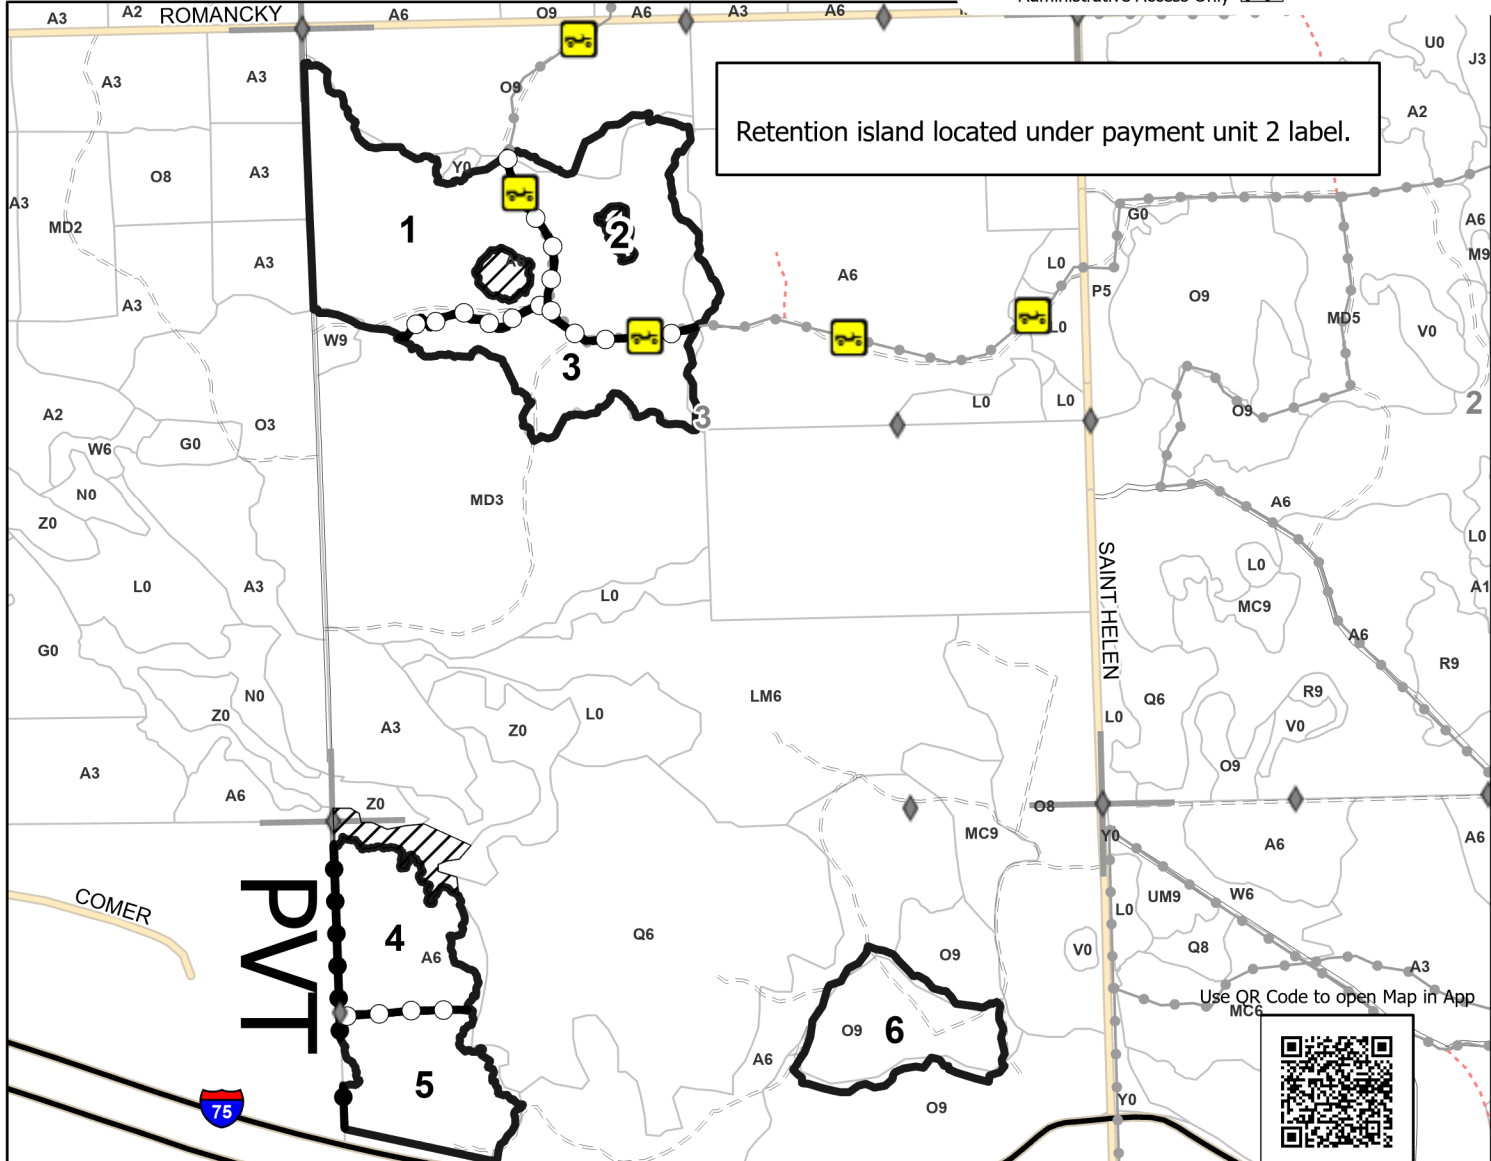 A3 A2 ROMANCKY A6 O9 A6 A3 A6
Administrative Access Only
U0
J3
A3 A3 O9 A2
Retention island located under payment unit 2 label.
Y0
O8 A3
A3
MD2 1 2 G0 A6
A6
A3 L0 M9
A6 P5 O9
A3 MD5 V0
W9 L0
3
A2 O3 3 L0 L0 O9 2
W6 G0
N0 MD3 A6
Z0
L0
SAINT HELEN
L0 A3 L0 L0 A1
MC9
G0 A6
R9
N0 LM6 Q6 R9
Z0 A3 Z0 L0 L0 V0
A3 O9
A6 Z0 O8
MC9 Y0 A6 A6
COMER PVT
UM9 W6
L0
4 Q6
A6 O9 V0 Q8
A3
Use QR Code to open Map in App
MC6
O9 6
A6
5
75 O9 Y0